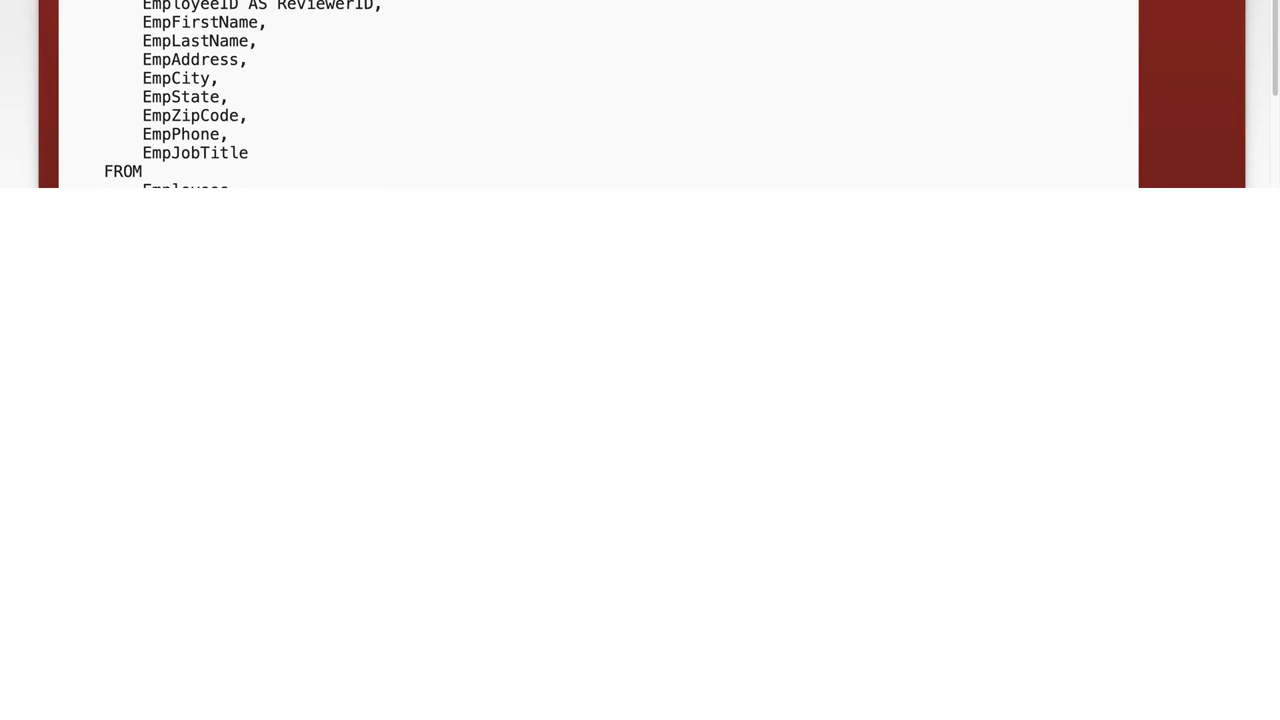 EmployeeID AS ReviewerID,
EmpFirstName,
EmpLastName,
EmpAddress,
EmpCity,
EmpState,
EmpZipCode,
EmpPhone,
EmpJobTitle
FROM